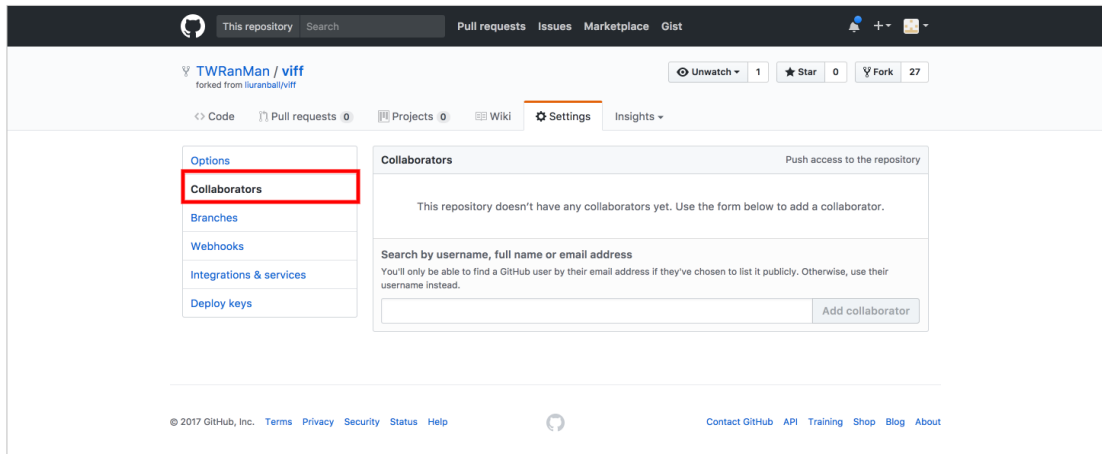 This repository Search Pull requests Issues Marketplace Gist
TWRanMan / viff Unwatch 1 Star 0 Fork 27
forked from liuranball/viff
Code Pull requests 0 Projects 0 Wiki Settings Insights
Options
Collaborators
Branches
Webhooks
Integrations & services
Deploy keys
Collaborators Push access to the repository
This repository doesn't have any collaborators yet. Use the form below to add a collaborator.
Search by username, full name or email address
You'll only be able to find a GitHub user by their email address if they've chosen to list it publicly. Otherwise, use their
username instead.
Add collaborator
© 2017 GitHub, Inc. Terms Privacy Security Status Help Contact GitHub API Training Shop Blog About